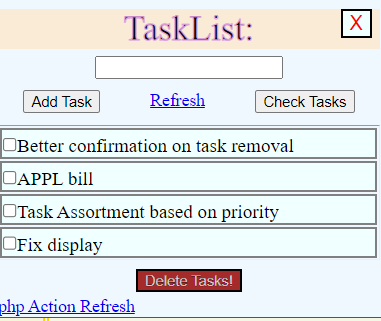 TaskList:
X
Add Task Refresh Check Tasks
Better confirmation on task removal
APPL bill
Task Assortment based on priority
Fix display
Delete Tasks!
php Action Refresh